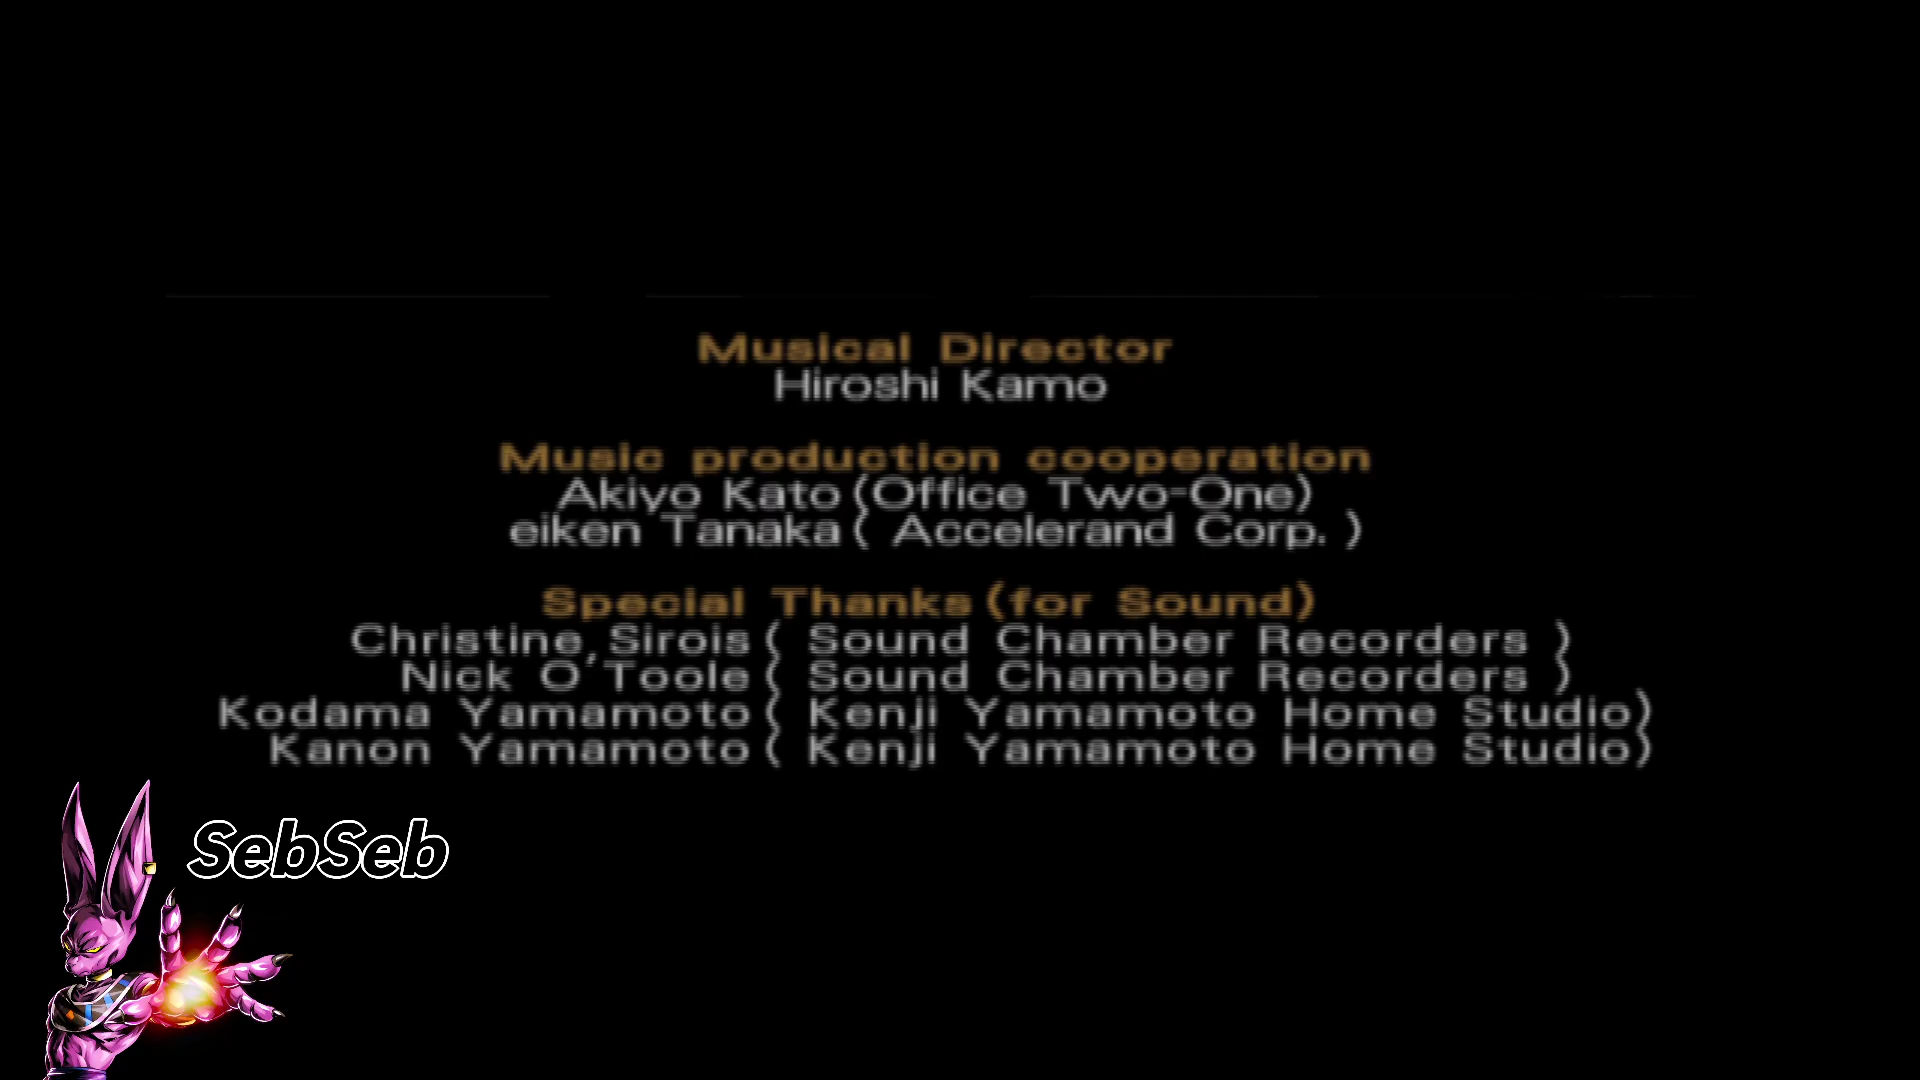 Musical Director
Hiroshi Kamo
Music production cooperation
Akiyo Kato(Office Two-One)
eiken Tanaka( Accelerand Corp. )
Special Thanks(for Sound)
Christine,Sirois( Sound Chamber Recorders )
Nick O'Toole( Sound Chamber Recorders )
Kodama Yamamoto( Kenji Yamamoto Home Studio)
Kanon Yamamoto( Kenji Yamamoto Home Studio)
SebSeb